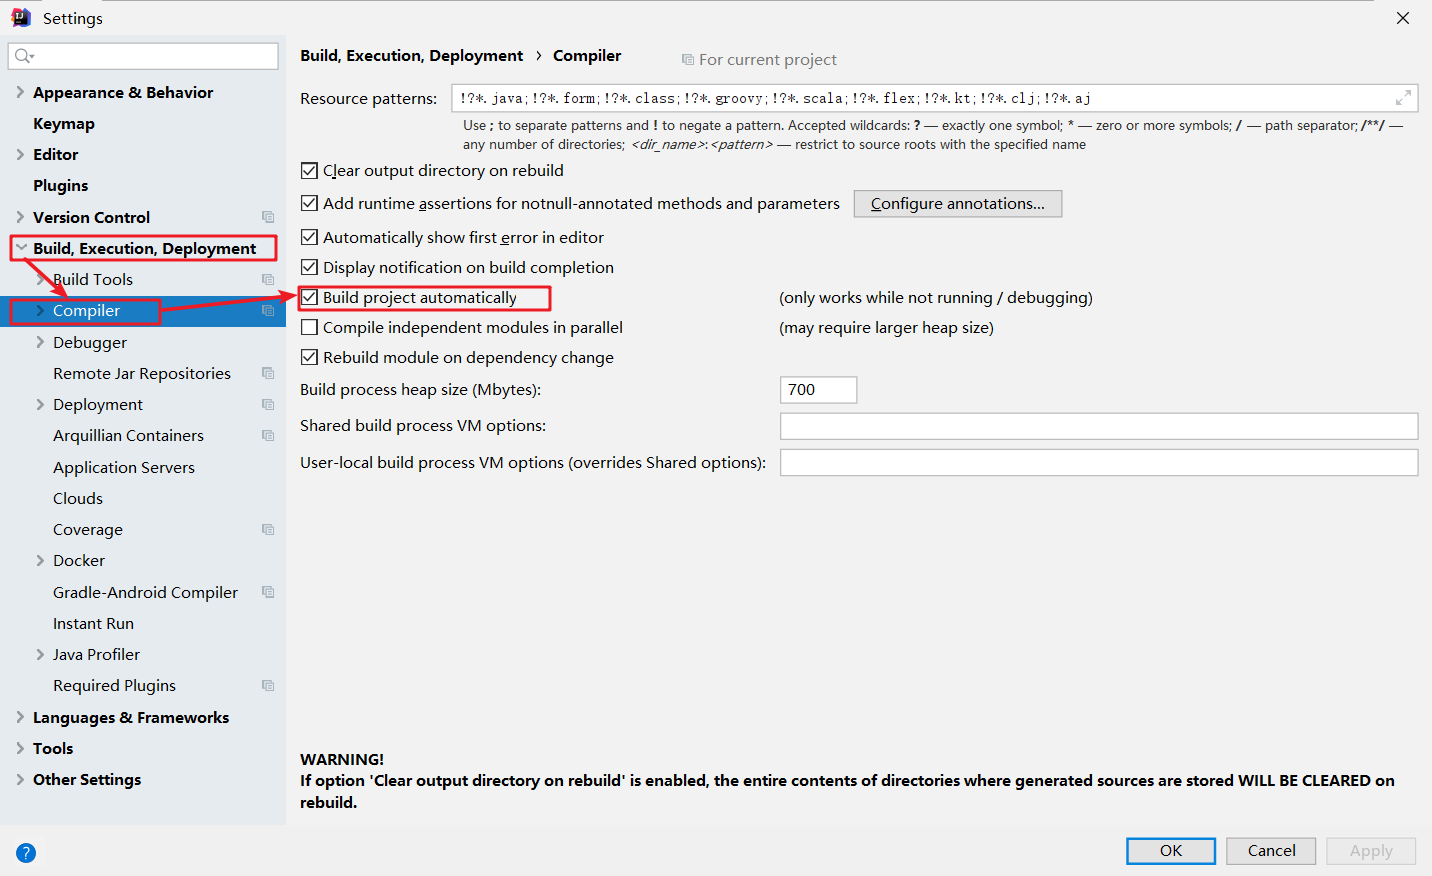 Settings
Appearance & Behavior
Keymap
Editor
Plugins
Version Control
Build, Execution, Deployment
Build Tools
Compiler
Debugger
Remote Jar Repositories
Deployment
Arquillian Containers
Application Servers
Clouds
Coverage
Docker
Gradle-Android Compiler
Instant Run
Java Profiler
Required Plugins
Languages & Frameworks
Tools
Other Settings
Build, Execution, Deployment › Compiler
For current project
Resource patterns: !?*.java;!?*.form;!?*.class;!?*.groovy;!?*.scala;!?*.flex;!?*.kt;!?*.clj;!?*.aj
Use ; to separate patterns and ! to negate a pattern. Accepted wildcards: ? — exactly one symbol; * — zero or more symbols; / — path separator; /**/ —
any number of directories; <dir_name>:<pattern> — restrict to source roots with the specified name
Clear output directory on rebuild
Add runtime assertions for notnull-annotated methods and parameters Configure annotations...
Automatically show first error in editor
Display notification on build completion
Build project automatically (only works while not running / debugging)
Compile independent modules in parallel (may require larger heap size)
Rebuild module on dependency change
Build process heap size (Mbytes): 700
Shared build process VM options:
User-local build process VM options (overrides Shared options):
WARNING!
If option 'Clear output directory on rebuild' is enabled, the entire contents of directories where generated sources are stored WILL BE CLEARED on
rebuild.
? OK Cancel Apply